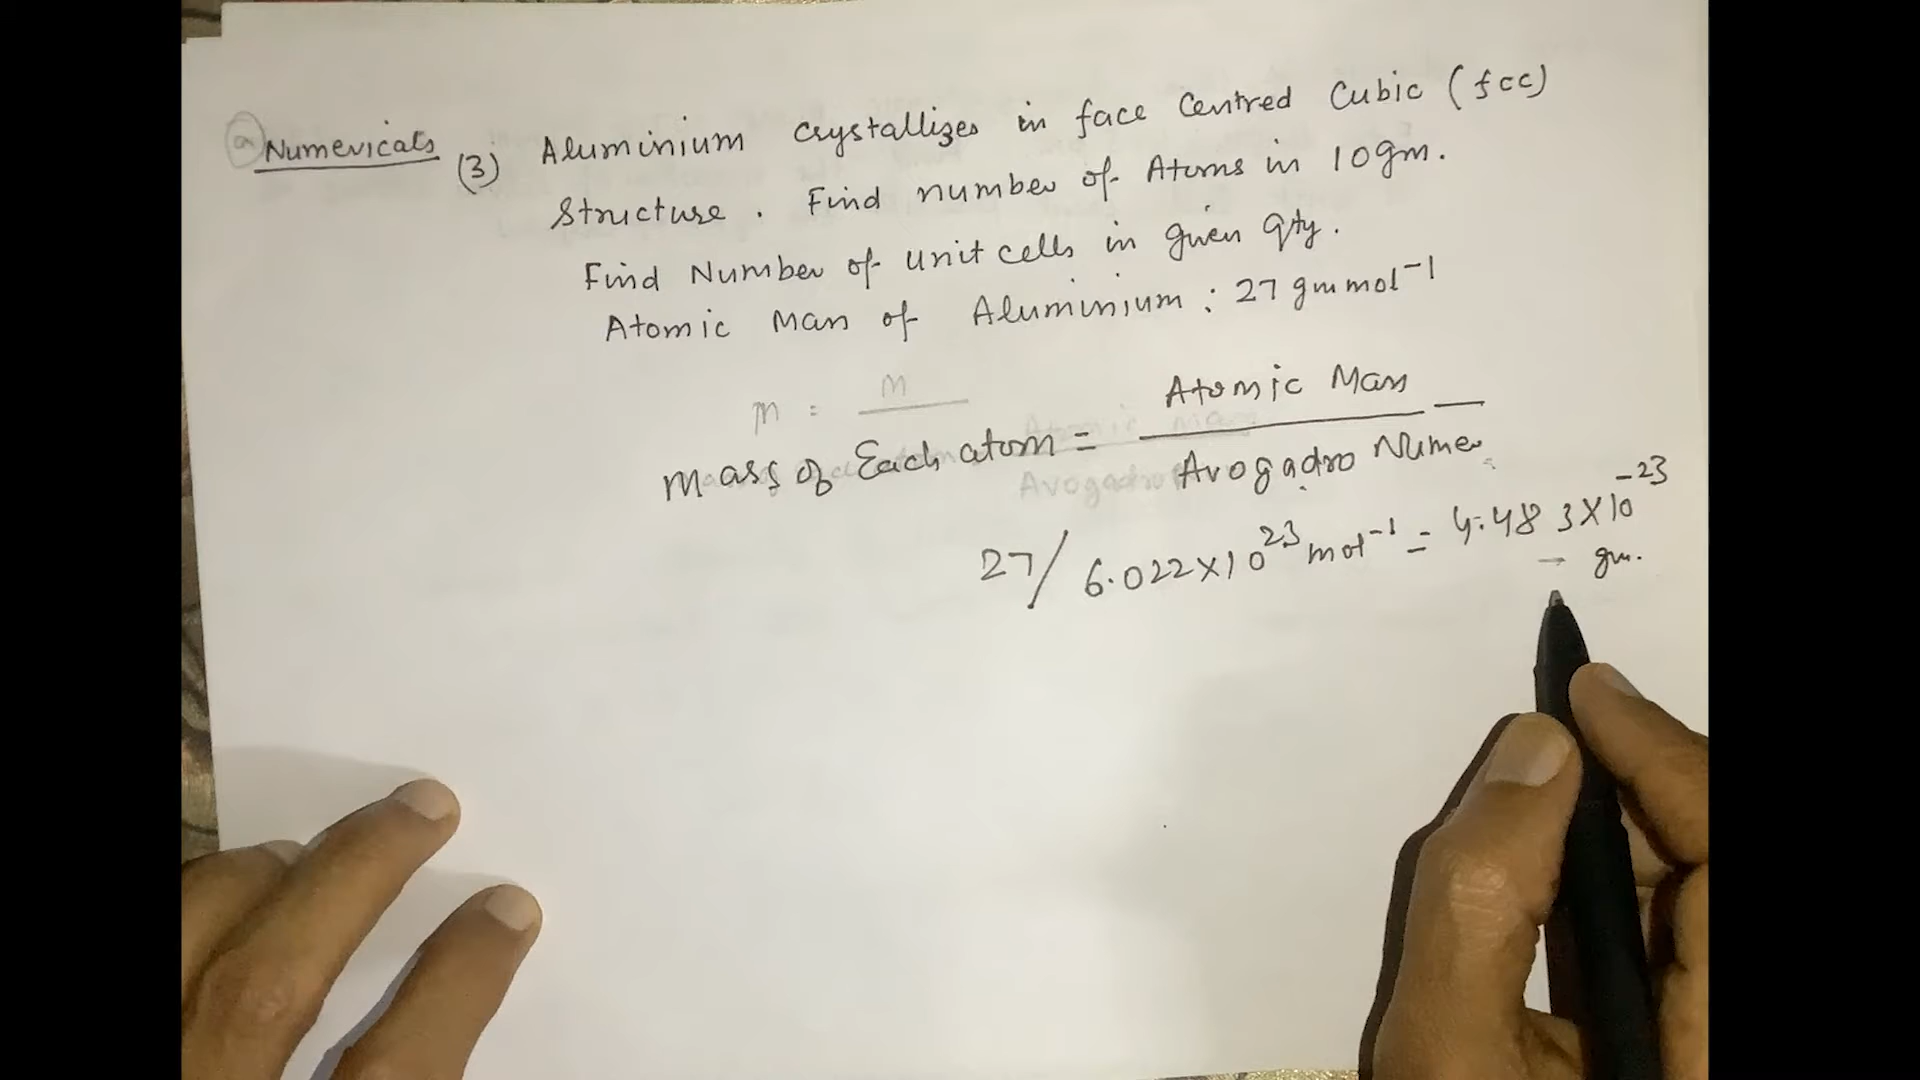 Numericals (3) Aluminium crystallizes in face Centred Cubic (fcc)
Structure. Find number of Atoms in 10gm.
Find Number of unit cells in given qty.
Atomic Mass of Aluminium : 27 gm mol⁻¹
m = M
Mass of Each atom = Atomic Mass / Avogadro Numer
27 / 6.022 X 10²³ mol⁻¹ = 4.483 X 10⁻²³
gm.